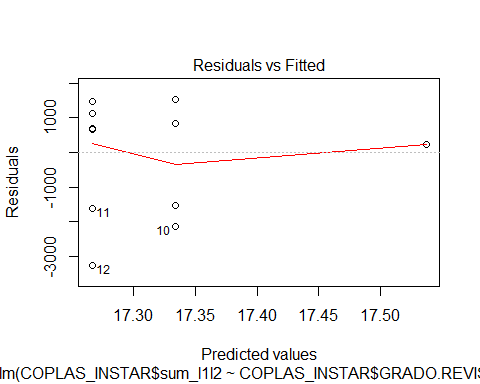 Residuals vs Fitted
Residuals
1000
-1000
-3000
11
10
12
17.30 17.35 17.40 17.45 17.50
Predicted values
lm(COPLAS_INSTAR$sum_I1I2 ~ COPLAS_INSTAR$GRADO.REVIS